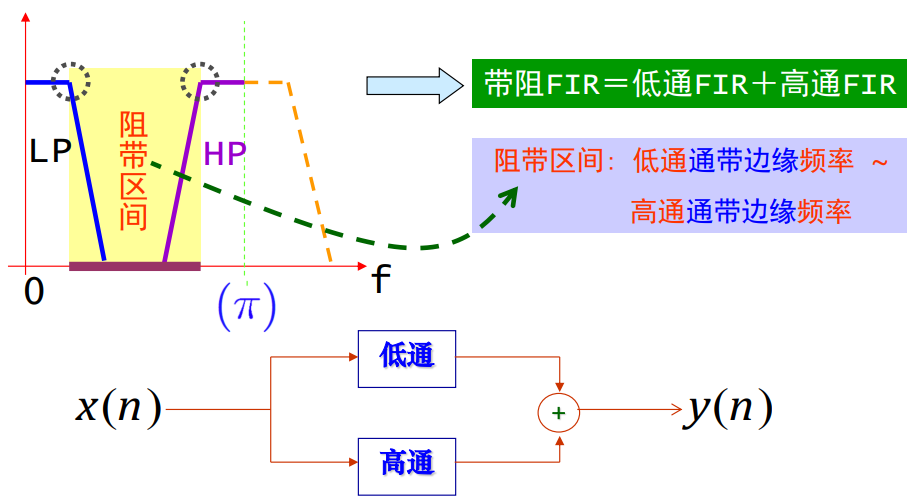 带阻FIR＝低通FIR＋高通FIR
阻带区间
LP
HP
阻带区间：低通通带边缘频率 ~
高通通带边缘频率
0
(π)
f
低通
x(n)
+
y(n)
高通